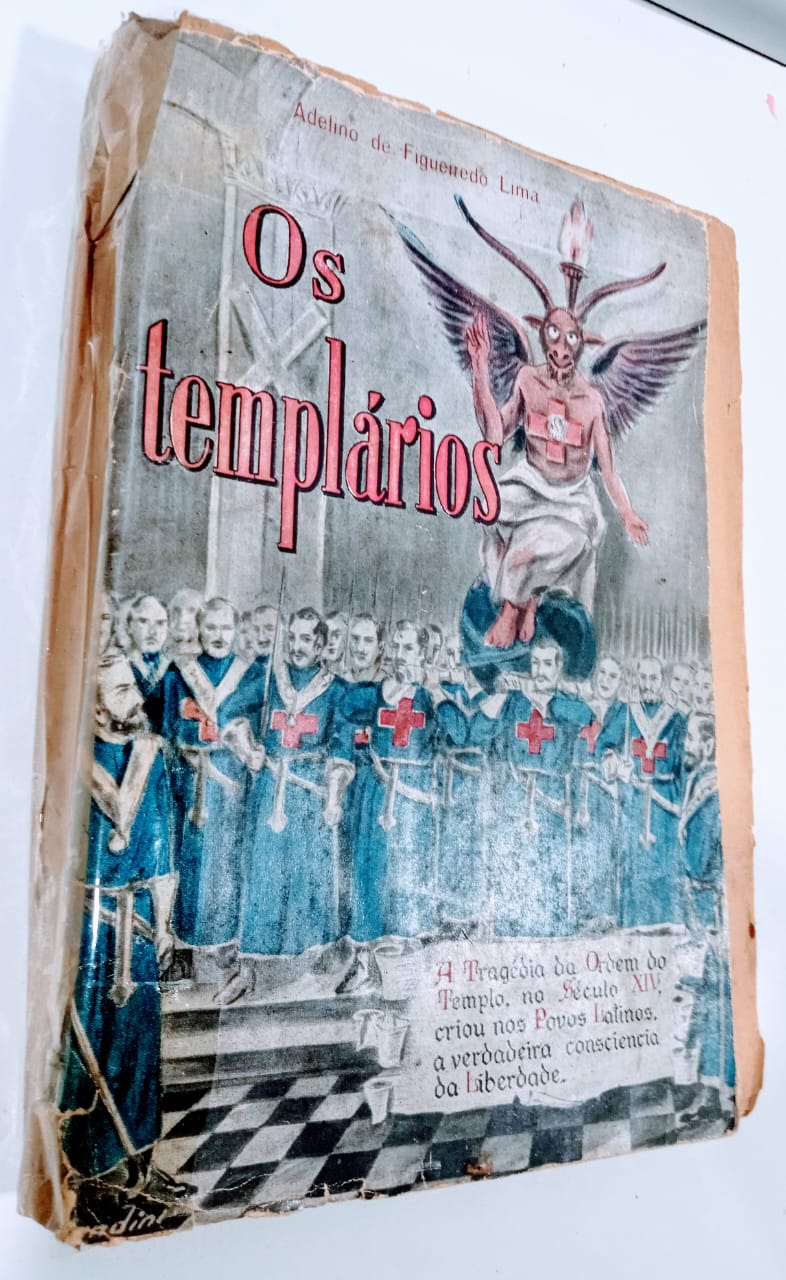 Adelino de Figueiredo Lima
Os
templários
A Tragédia da Ordem do
Templo, no Século XIV,
criou nos Povos Latinos,
a verdadeira consciencia
da Liberdade.